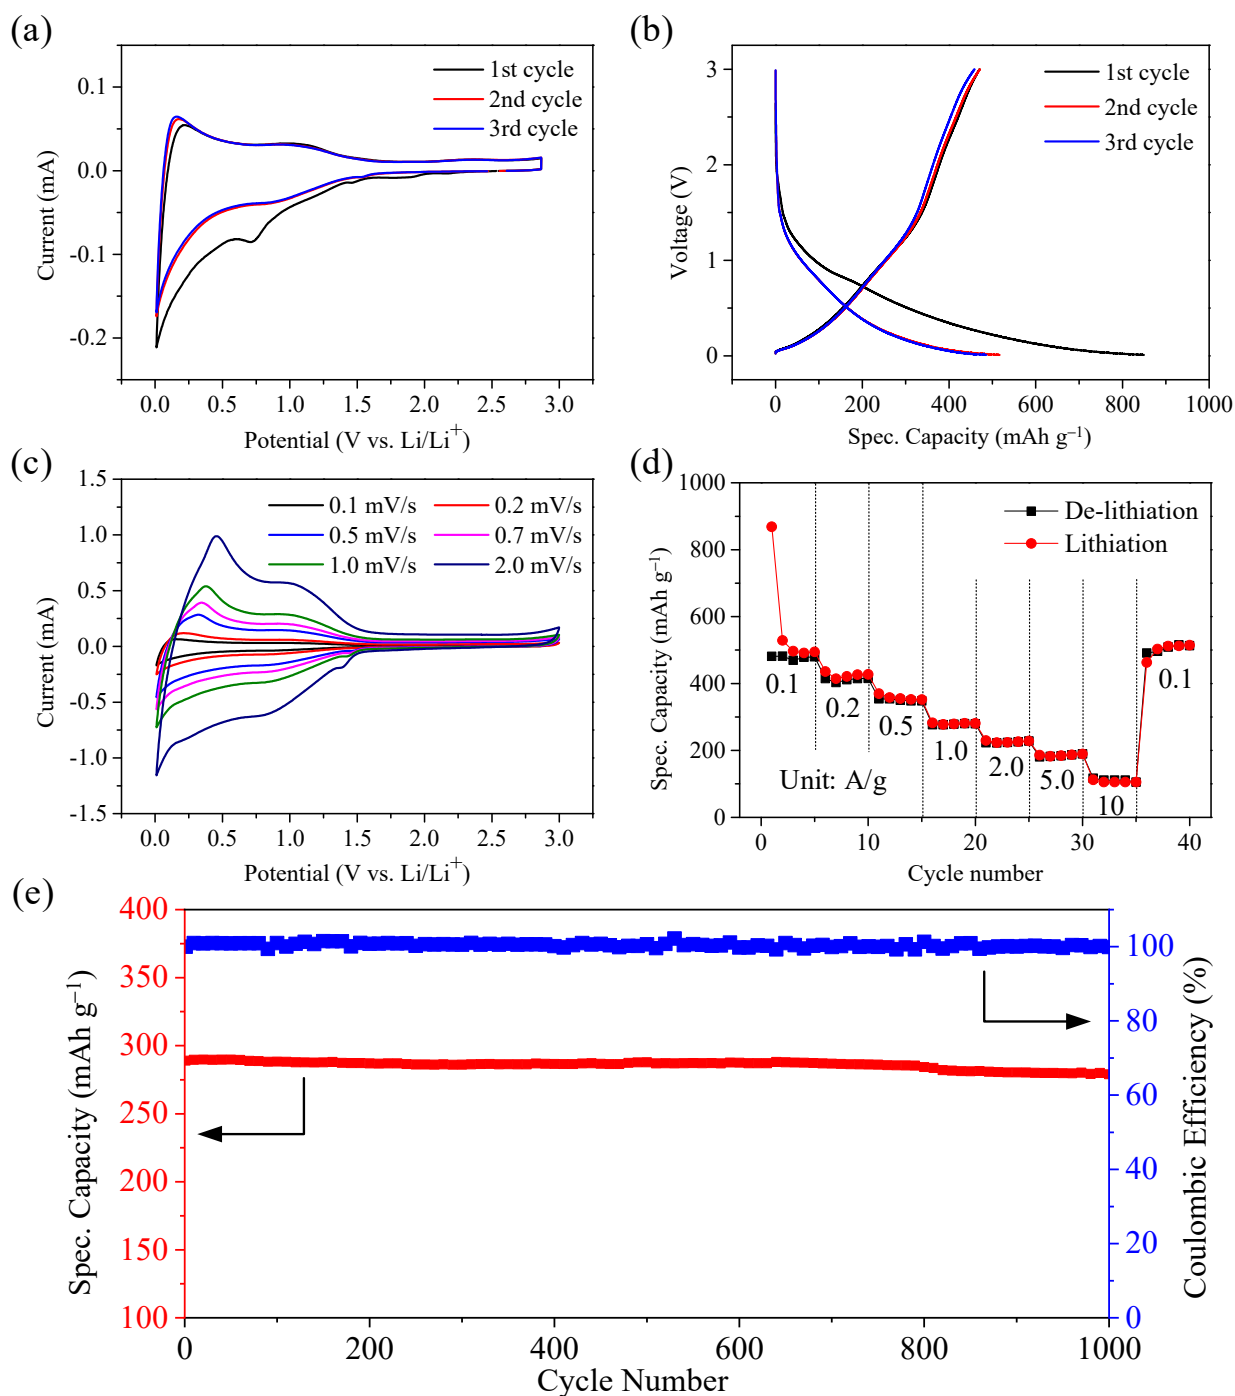 (a)
0.1
0.0
-0.1
-0.2
Current (mA)
1st cycle
2nd cycle
3rd cycle
0.0 0.5 1.0 1.5 2.0 2.5 3.0
Potential (V vs. Li/Li⁺)
(b)
3
2
1
0
Voltage (V)
1st cycle
2nd cycle
3rd cycle
0 200 400 600 800 1000
Spec. Capacity (mAh g⁻¹)
(c)
1.5
1.0
0.5
0.0
-0.5
-1.0
-1.5
Current (mA)
0.1 mV/s 0.2 mV/s
0.5 mV/s 0.7 mV/s
1.0 mV/s 2.0 mV/s
0.0 0.5 1.0 1.5 2.0 2.5 3.0
Potential (V vs. Li/Li⁺)
(d)
1000
800
600
400
200
0
Spec. Capacity (mAh g⁻¹)
De-lithiation
Lithiation
0.1
0.2
0.5
1.0
2.0
5.0
10
0.1
Unit: A/g
0 10 20 30 40
Cycle number
(e)
400
375
350
325
300
275
250
225
200
175
150
125
100
Spec. Capacity (mAh g⁻¹)
100
80
60
40
20
0
Coulombic Efficiency (%)
0 200 400 600 800 1000
Cycle Number